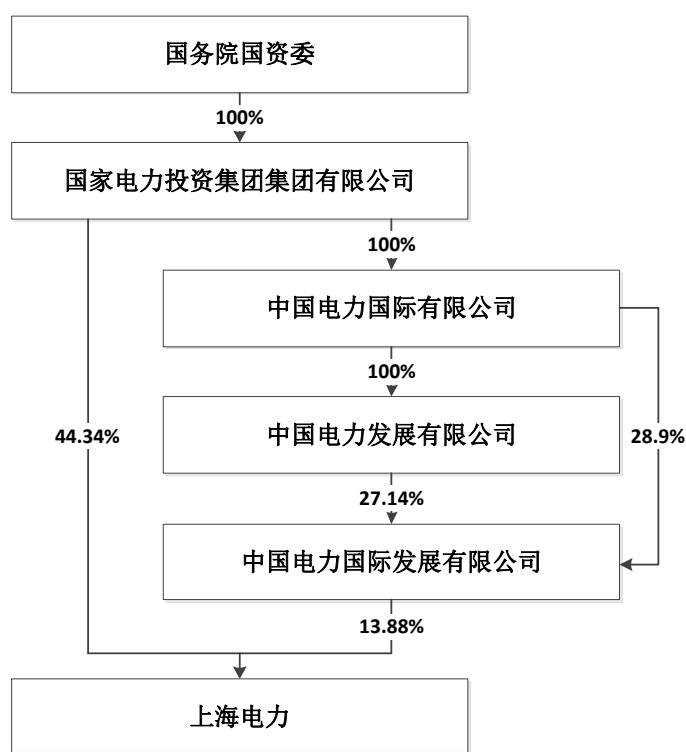 国务院国资委
100%
国家电力投资集团集团有限公司
100%
中国电力国际有限公司
100%
44.34%
中国电力发展有限公司
28.9%
27.14%
中国电力国际发展有限公司
13.88%
上海电力